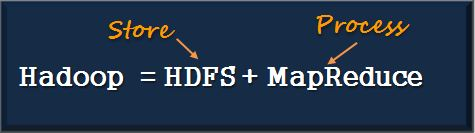 Store
Process
Hadoop = HDFS + MapReduce